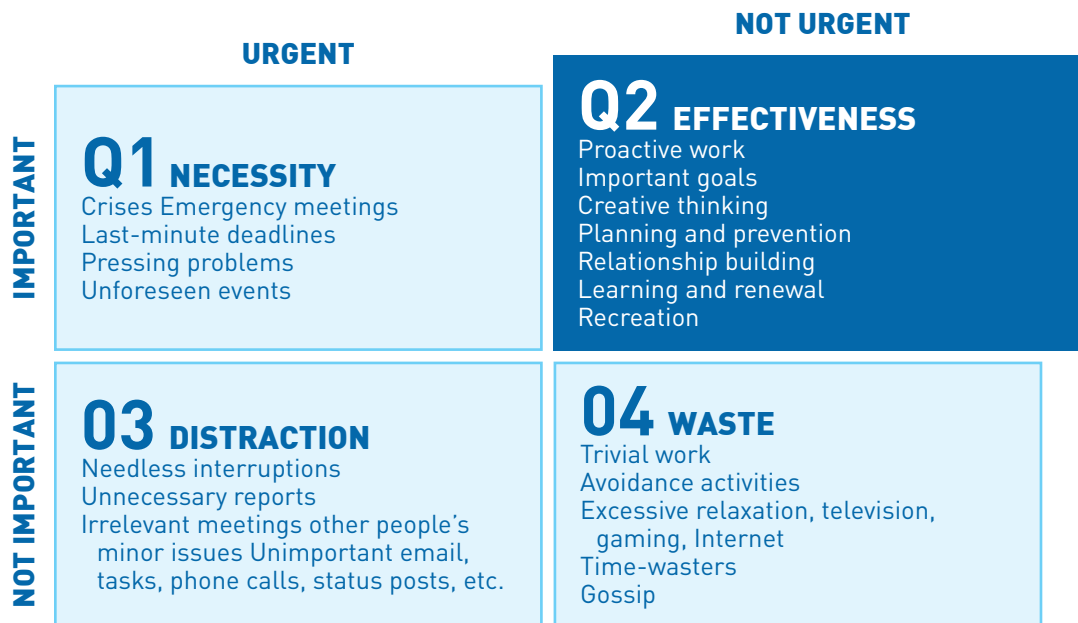 URGENT
NOT URGENT
IMPORTANT
Q1 NECESSITY
Crises Emergency meetings
Last-minute deadlines
Pressing problems
Unforeseen events
Q2 EFFECTIVENESS
Proactive work
Important goals
Creative thinking
Planning and prevention
Relationship building
Learning and renewal
Recreation
NOT IMPORTANT
03 DISTRACTION
Needless interruptions
Unnecessary reports
Irrelevant meetings other people’s
minor issues Unimportant email,
tasks, phone calls, status posts, etc.
04 WASTE
Trivial work
Avoidance activities
Excessive relaxation, television,
gaming, Internet
Time-wasters
Gossip